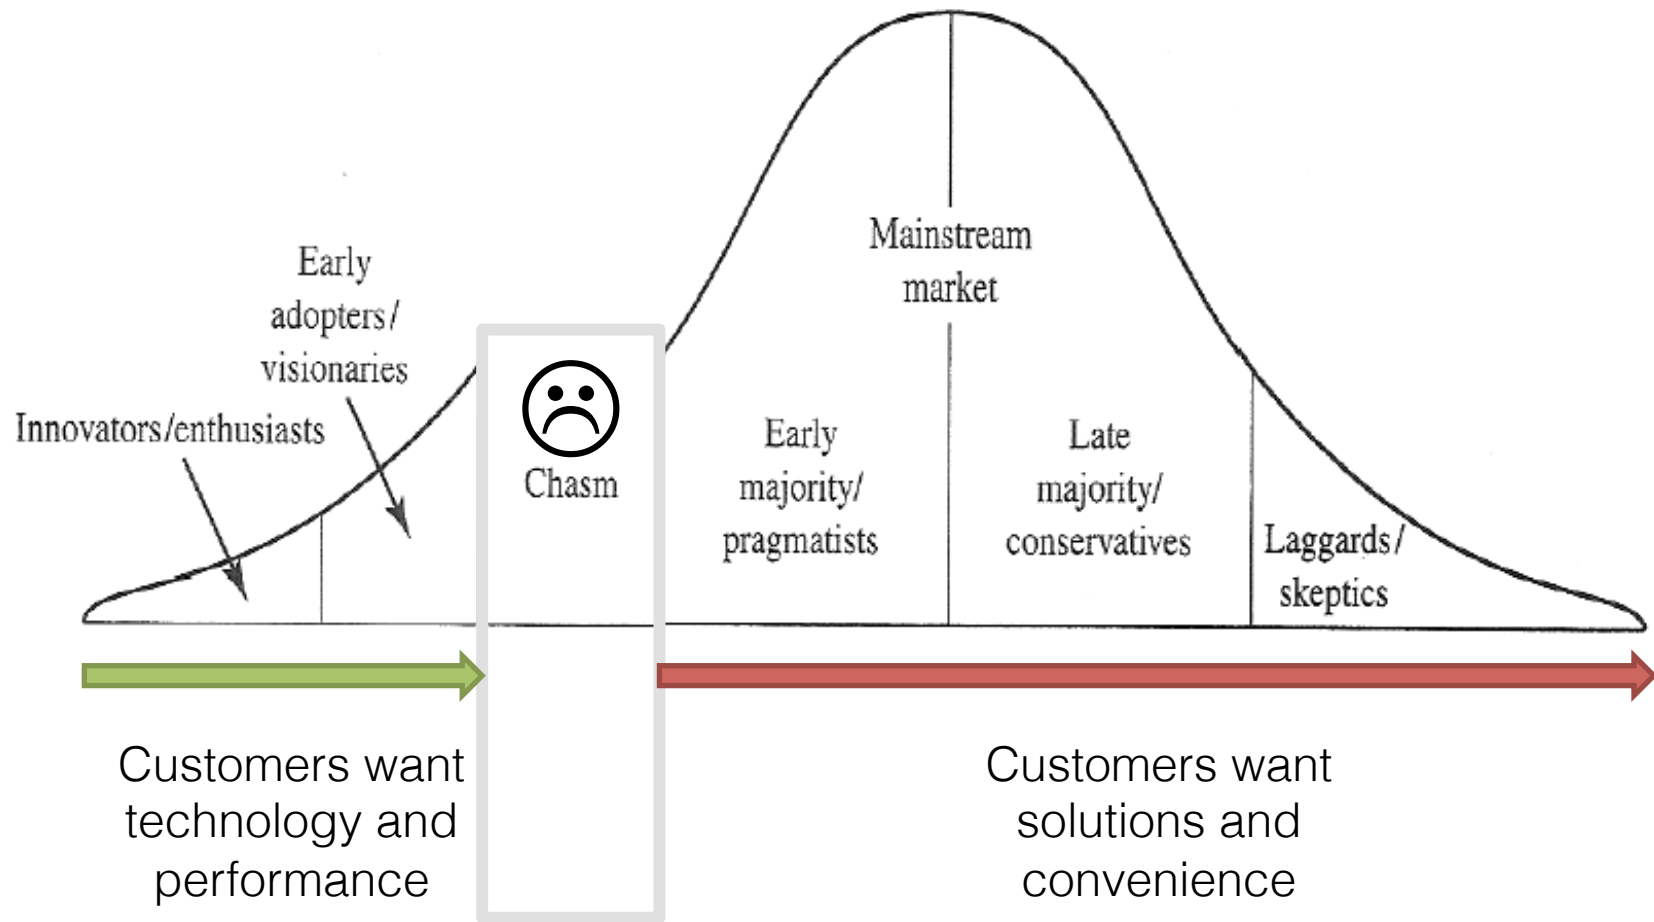 Mainstream
market
Early
adopters/
visionaries
Innovators/enthusiasts
Chasm
Early
majority/
pragmatists
Late
majority/
conservatives
Laggards/
skeptics
Customers want
technology and
performance
Customers want
solutions and
convenience